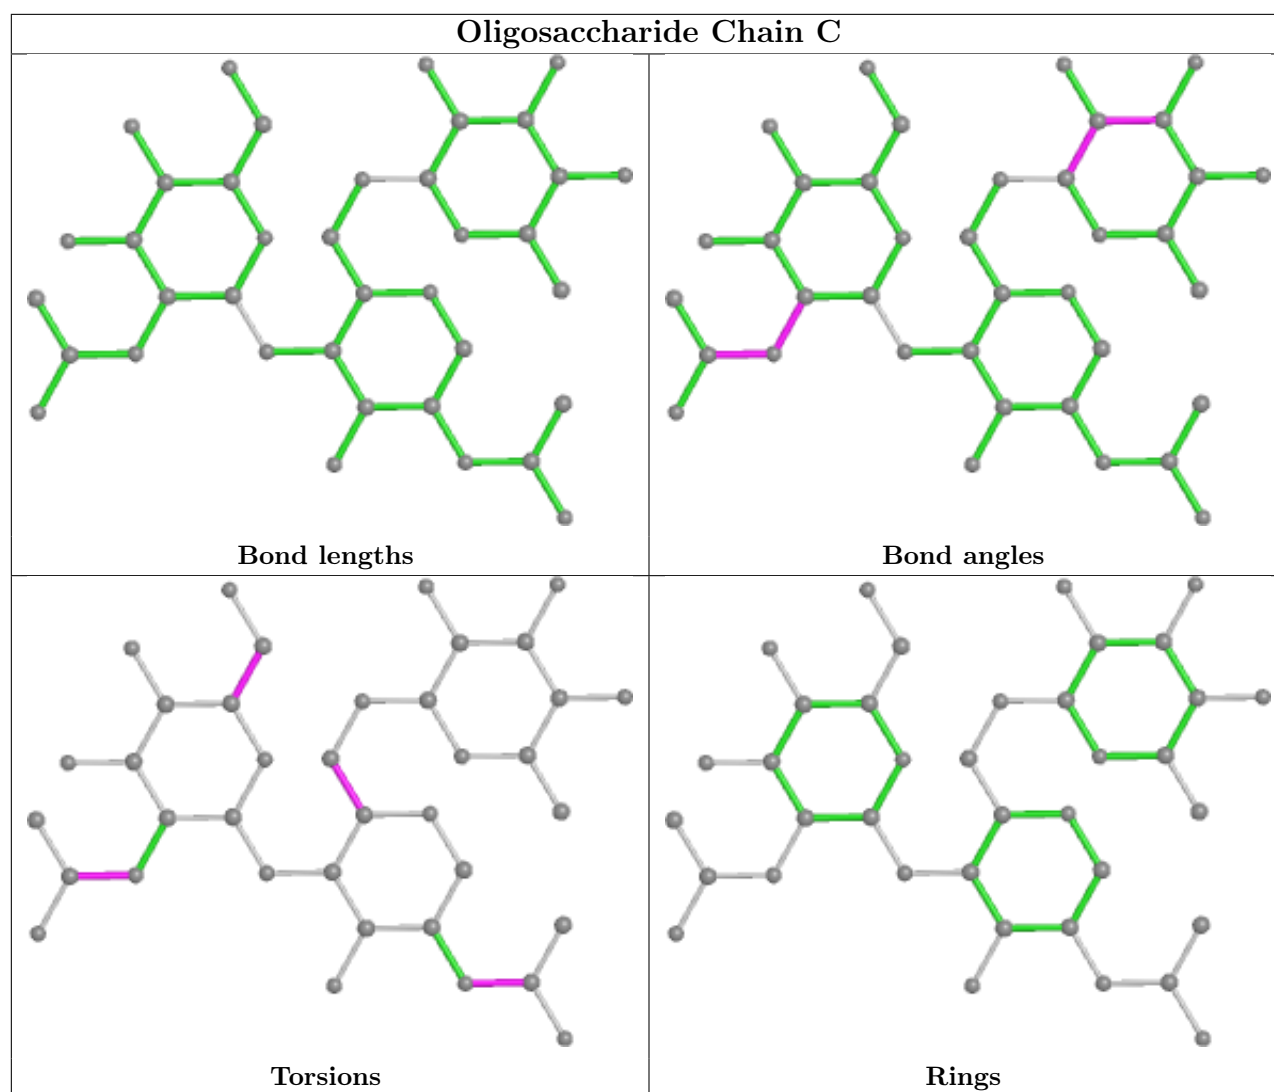 Oligosaccharide Chain C
Bond lengths
Bond angles
Torsions
Rings